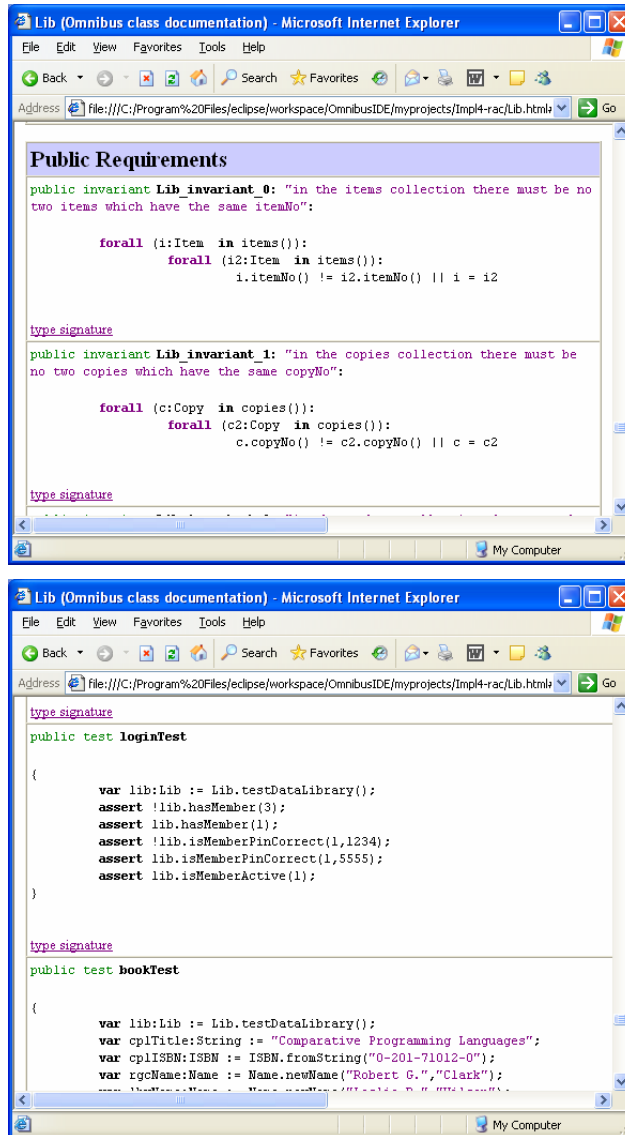 Lib (Omnibus class documentation) - Microsoft Internet Explorer
File Edit View Favorites Tools Help
Back Search Favorites
Address file:///C:/Program%20Files/eclipse/workspace/OmnibusIDE/myprojects/Impl4-rac/Lib.html Go
Public Requirements
public invariant Lib_invariant_0: "in the items collection there must be no
two items which have the same itemNo":
forall (i:Item in items()):
forall (i2:Item in items()):
i.itemNo() != i2.itemNo() || i = i2
type signature
public invariant Lib_invariant_1: "in the copies collection there must be
no two copies which have the same copyNo":
forall (c:Copy in copies()):
forall (c2:Copy in copies()):
c.copyNo() != c2.copyNo() || c = c2
type signature
My Computer
Lib (Omnibus class documentation) - Microsoft Internet Explorer
File Edit View Favorites Tools Help
Back Search Favorites
Address file:///C:/Program%20Files/eclipse/workspace/OmnibusIDE/myprojects/Impl4-rac/Lib.html Go
type signature
public test loginTest
{
var lib:Lib := Lib.testDataLibrary();
assert !lib.hasMember(3);
assert lib.hasMember(1);
assert !lib.isMemberPinCorrect(1,1234);
assert lib.isMemberPinCorrect(1,5555);
assert lib.isMemberActive(1);
}
type signature
public test bookTest
{
var lib:Lib := Lib.testDataLibrary();
var cplTitle:String := "Comparative Programming Languages";
var cplISBN:ISBN := ISBN.fromString("0-201-71012-0");
var rgcName:Name := Name.newName("Robert G.","Clark");
My Computer